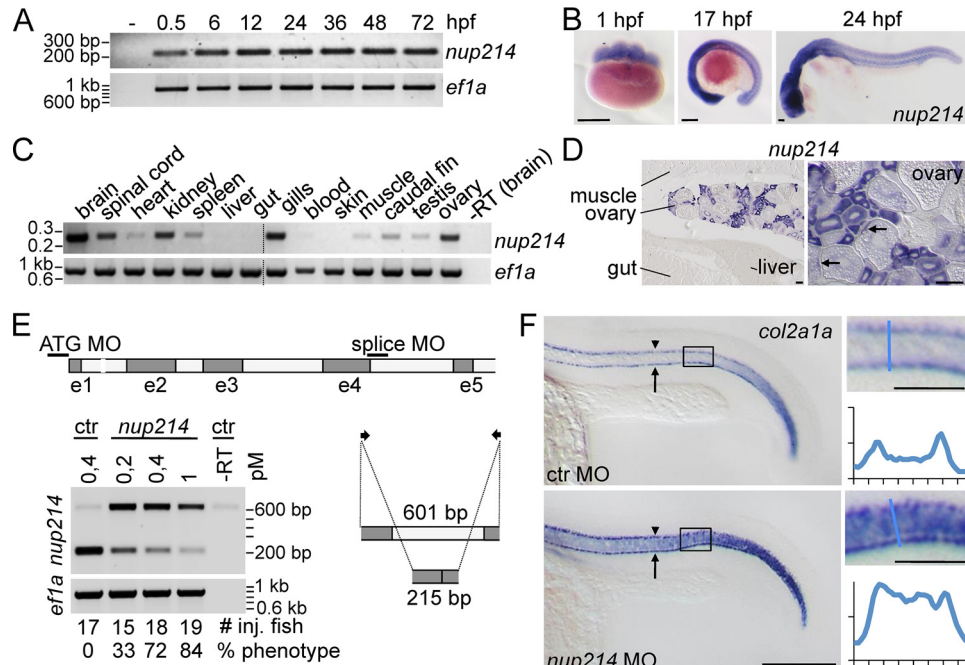 A
- 0.5 6 12 24 36 48 72 hpf
300 bp
200 bp
nup214
1 kb
600 bp
ef1a
B
1 hpf 17 hpf 24 hpf
nup214
C
brain spinal cord heart kidney spleen liver gut gills blood skin muscle caudal fin testis ovary -RT (brain)
0.3
0.2
nup214
1 kb
0.6
ef1a
D
nup214
muscle
ovary
gut
liver
ovary
E
ATG MO
splice MO
e1 e2 e3 e4 e5
ctr nup214 ctr
0,4 0,2 0,4 1 -RT pM
nup214
600 bp
200 bp
ef1a
1 kb
0.6 kb
17 15 18 19 # inj. fish
0 33 72 84 % phenotype
601 bp
215 bp
F
col2a1a
ctr MO
nup214 MO